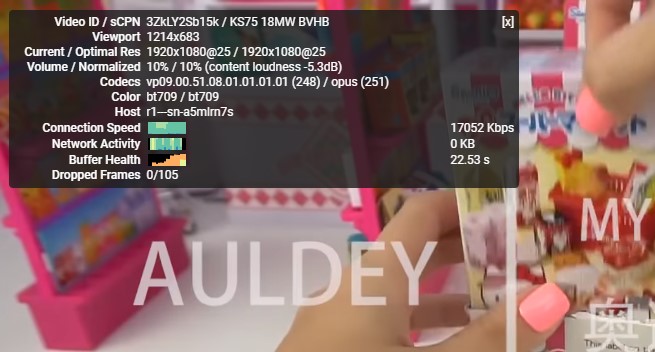 Video ID / sCPN 3ZkLY2Sb15k / KS75 18MW BVHB [x]
Viewport 1214x683
Current / Optimal Res 1920x1080@25 / 1920x1080@25
Volume / Normalized 10% / 10% (content loudness -5.3dB)
Codecs vp09.00.51.08.01.01.01.01 (248) / opus (251)
Color bt709 / bt709
Host r1---sn-a5mlrn7s
Connection Speed 17052 Kbps
Network Activity 0 KB
Buffer Health 22.53 s
Dropped Frames 0/105
AULDEY
MY
奥